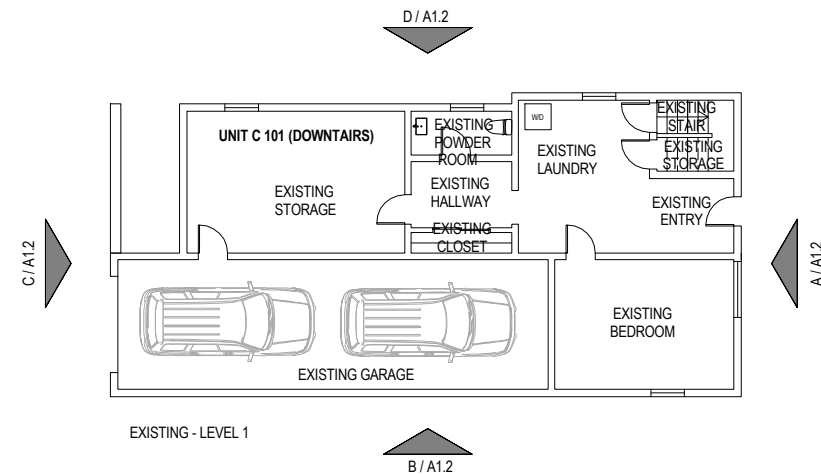 D / A1.2
UNIT C 101 (DOWNTAIRS)
EXISTING
POWDER
ROOM
W/D
EXISTING
STAIR
EXISTING
STORAGE
EXISTING
LAUNDRY
EXISTING
STORAGE
EXISTING
HALLWAY
EXISTING
ENTRY
EXISTING
CLOSET
C / A1.2
A / A1.2
EXISTING
BEDROOM
EXISTING GARAGE
EXISTING - LEVEL 1
B / A1.2